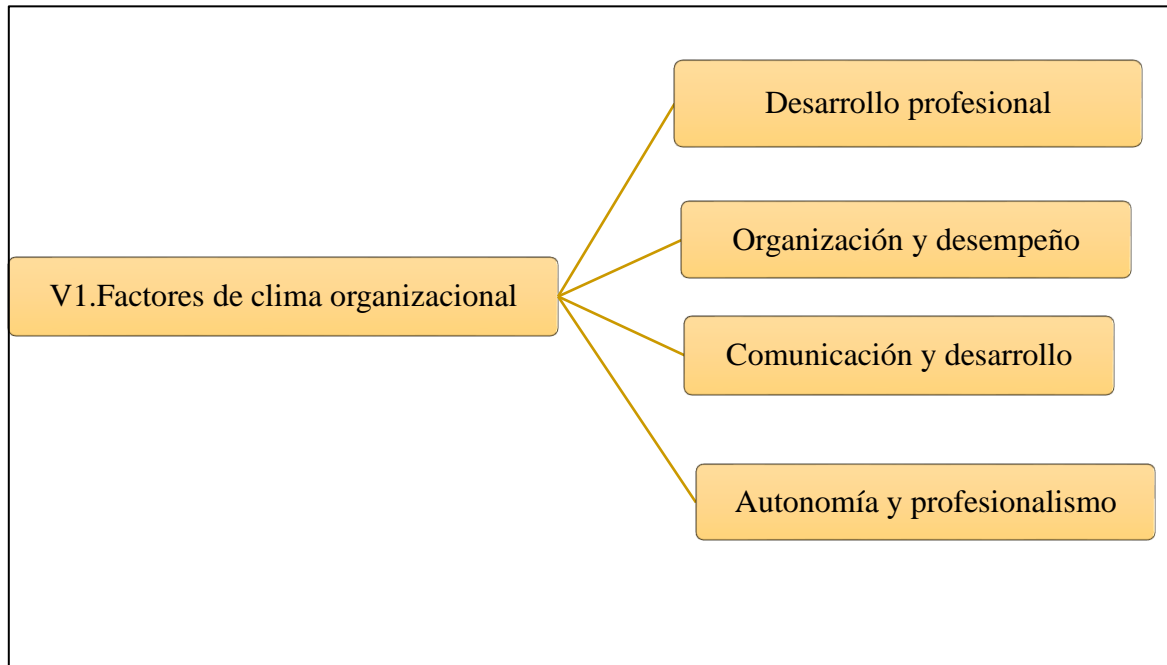 Desarrollo profesional
Organización y desempeño
V1.Factores de clima organizacional
Comunicación y desarrollo
Autonomía y profesionalismo